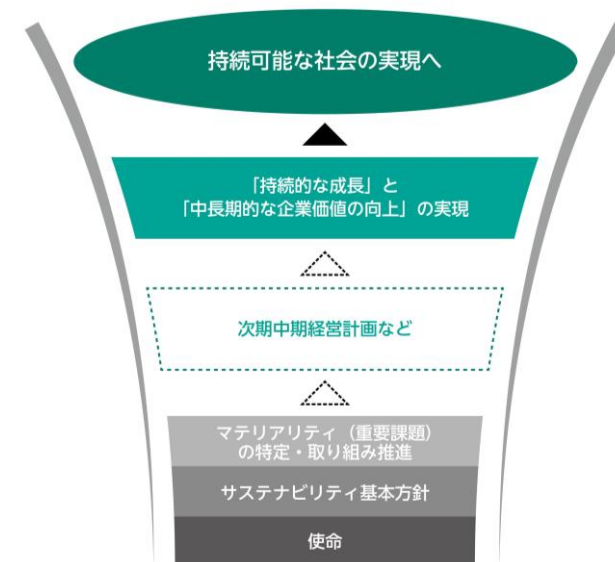 持続可能な社会の実現へ
「持続的な成長」と
「中長期的な企業価値の向上」の実現
次期中期経営計画など
マテリアリティ（重要課題）
の特定・取り組み推進
サステナビリティ基本方針
使命